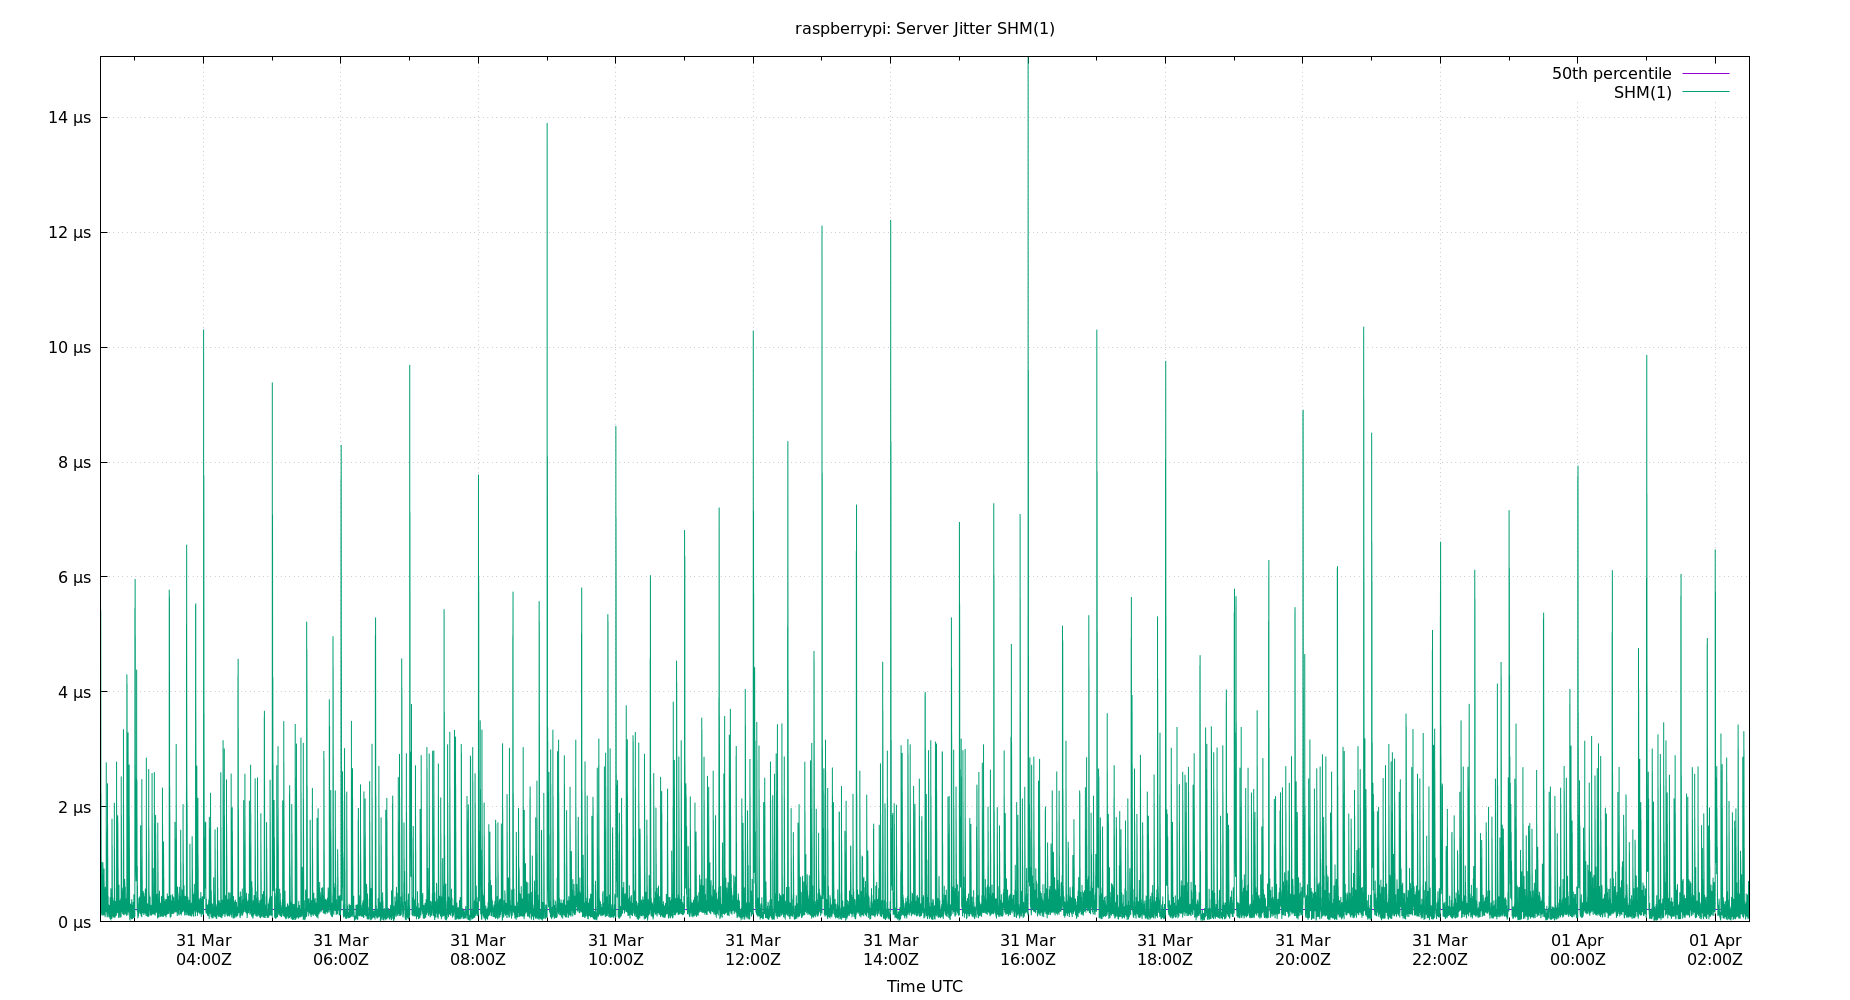 raspberrypi: Server Jitter SHM(1)
50th percentile
SHM(1)
14 µs
12 µs
10 µs
8 µs
6 µs
4 µs
2 µs
0 µs
31 Mar 31 Mar 31 Mar 31 Mar 31 Mar 31 Mar 31 Mar 31 Mar 31 Mar 31 Mar 01 Apr 01 Apr
04:00Z 06:00Z 08:00Z 10:00Z 12:00Z 14:00Z 16:00Z 18:00Z 20:00Z 22:00Z 00:00Z 02:00Z
Time UTC